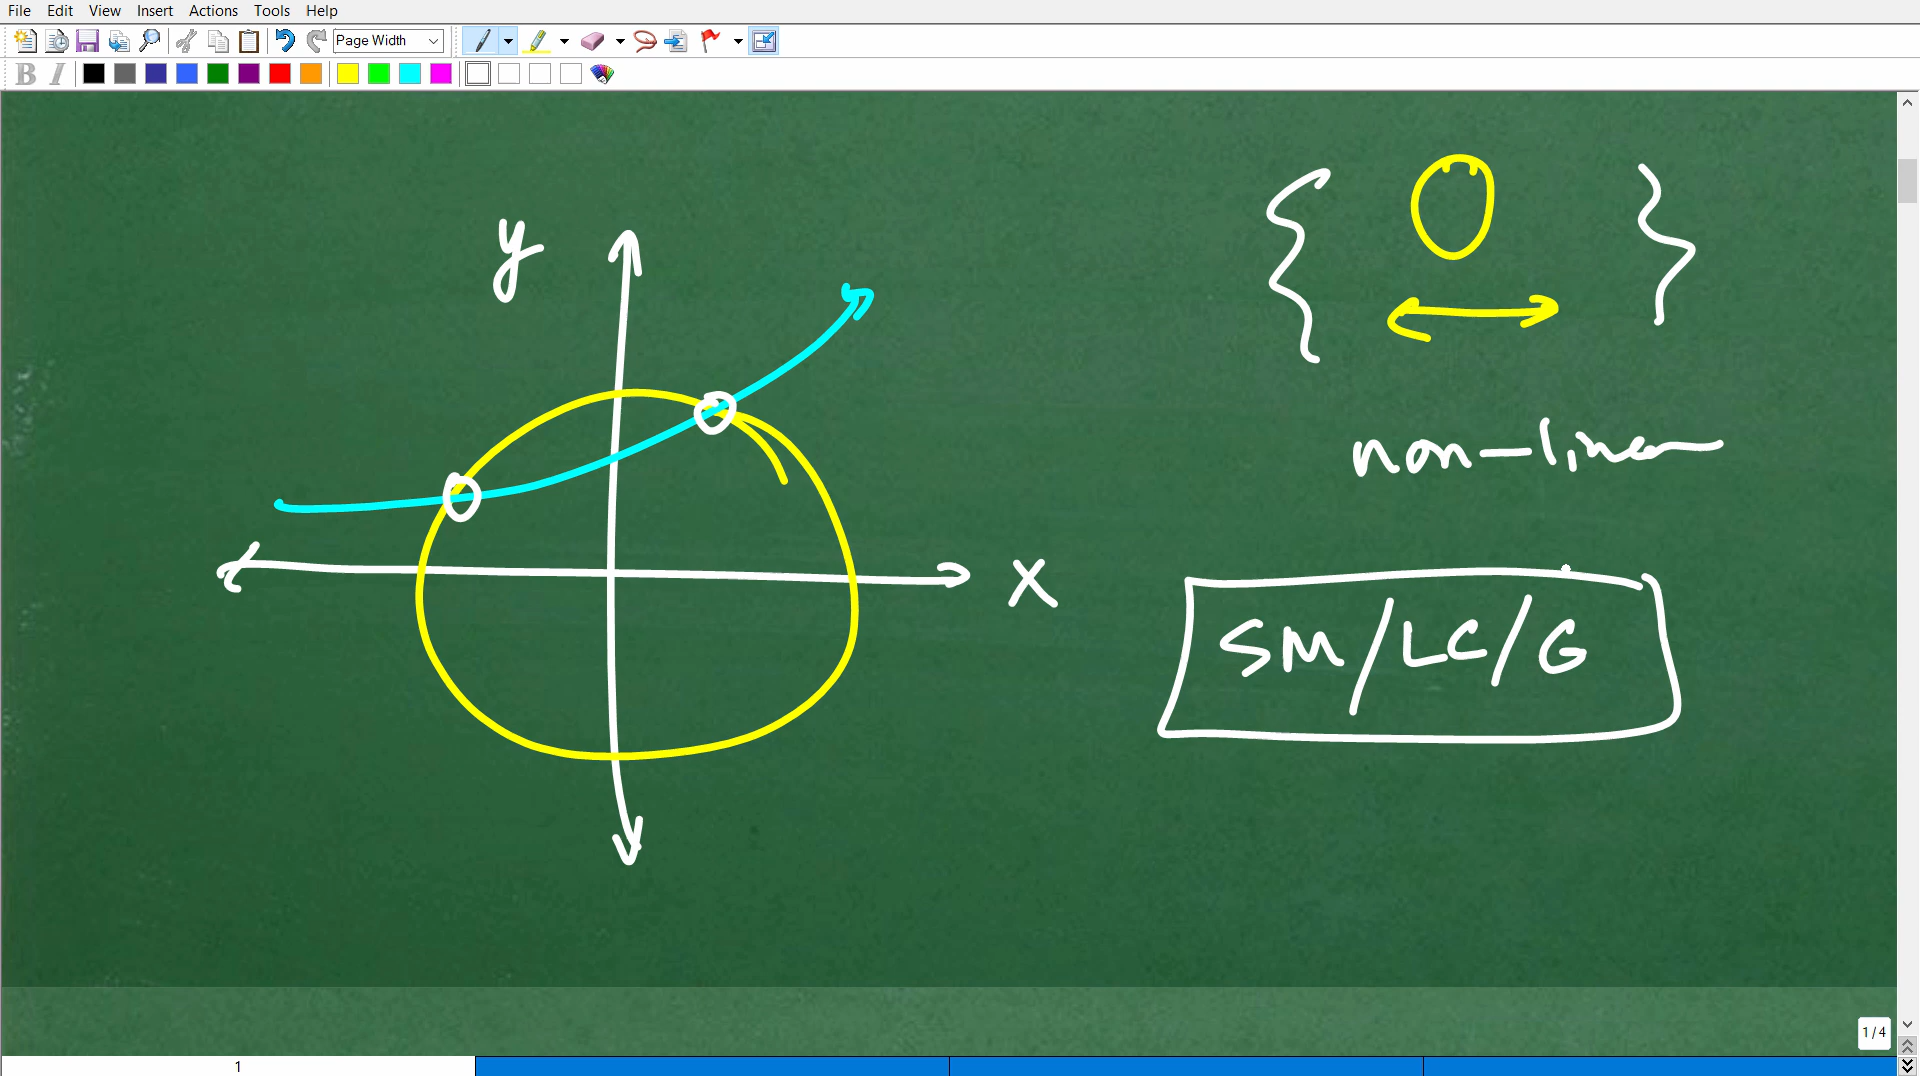 File Edit View Insert Actions Tools Help
Page Width
B I
y
x
non-linear
SM/LC/G
1 / 4
1